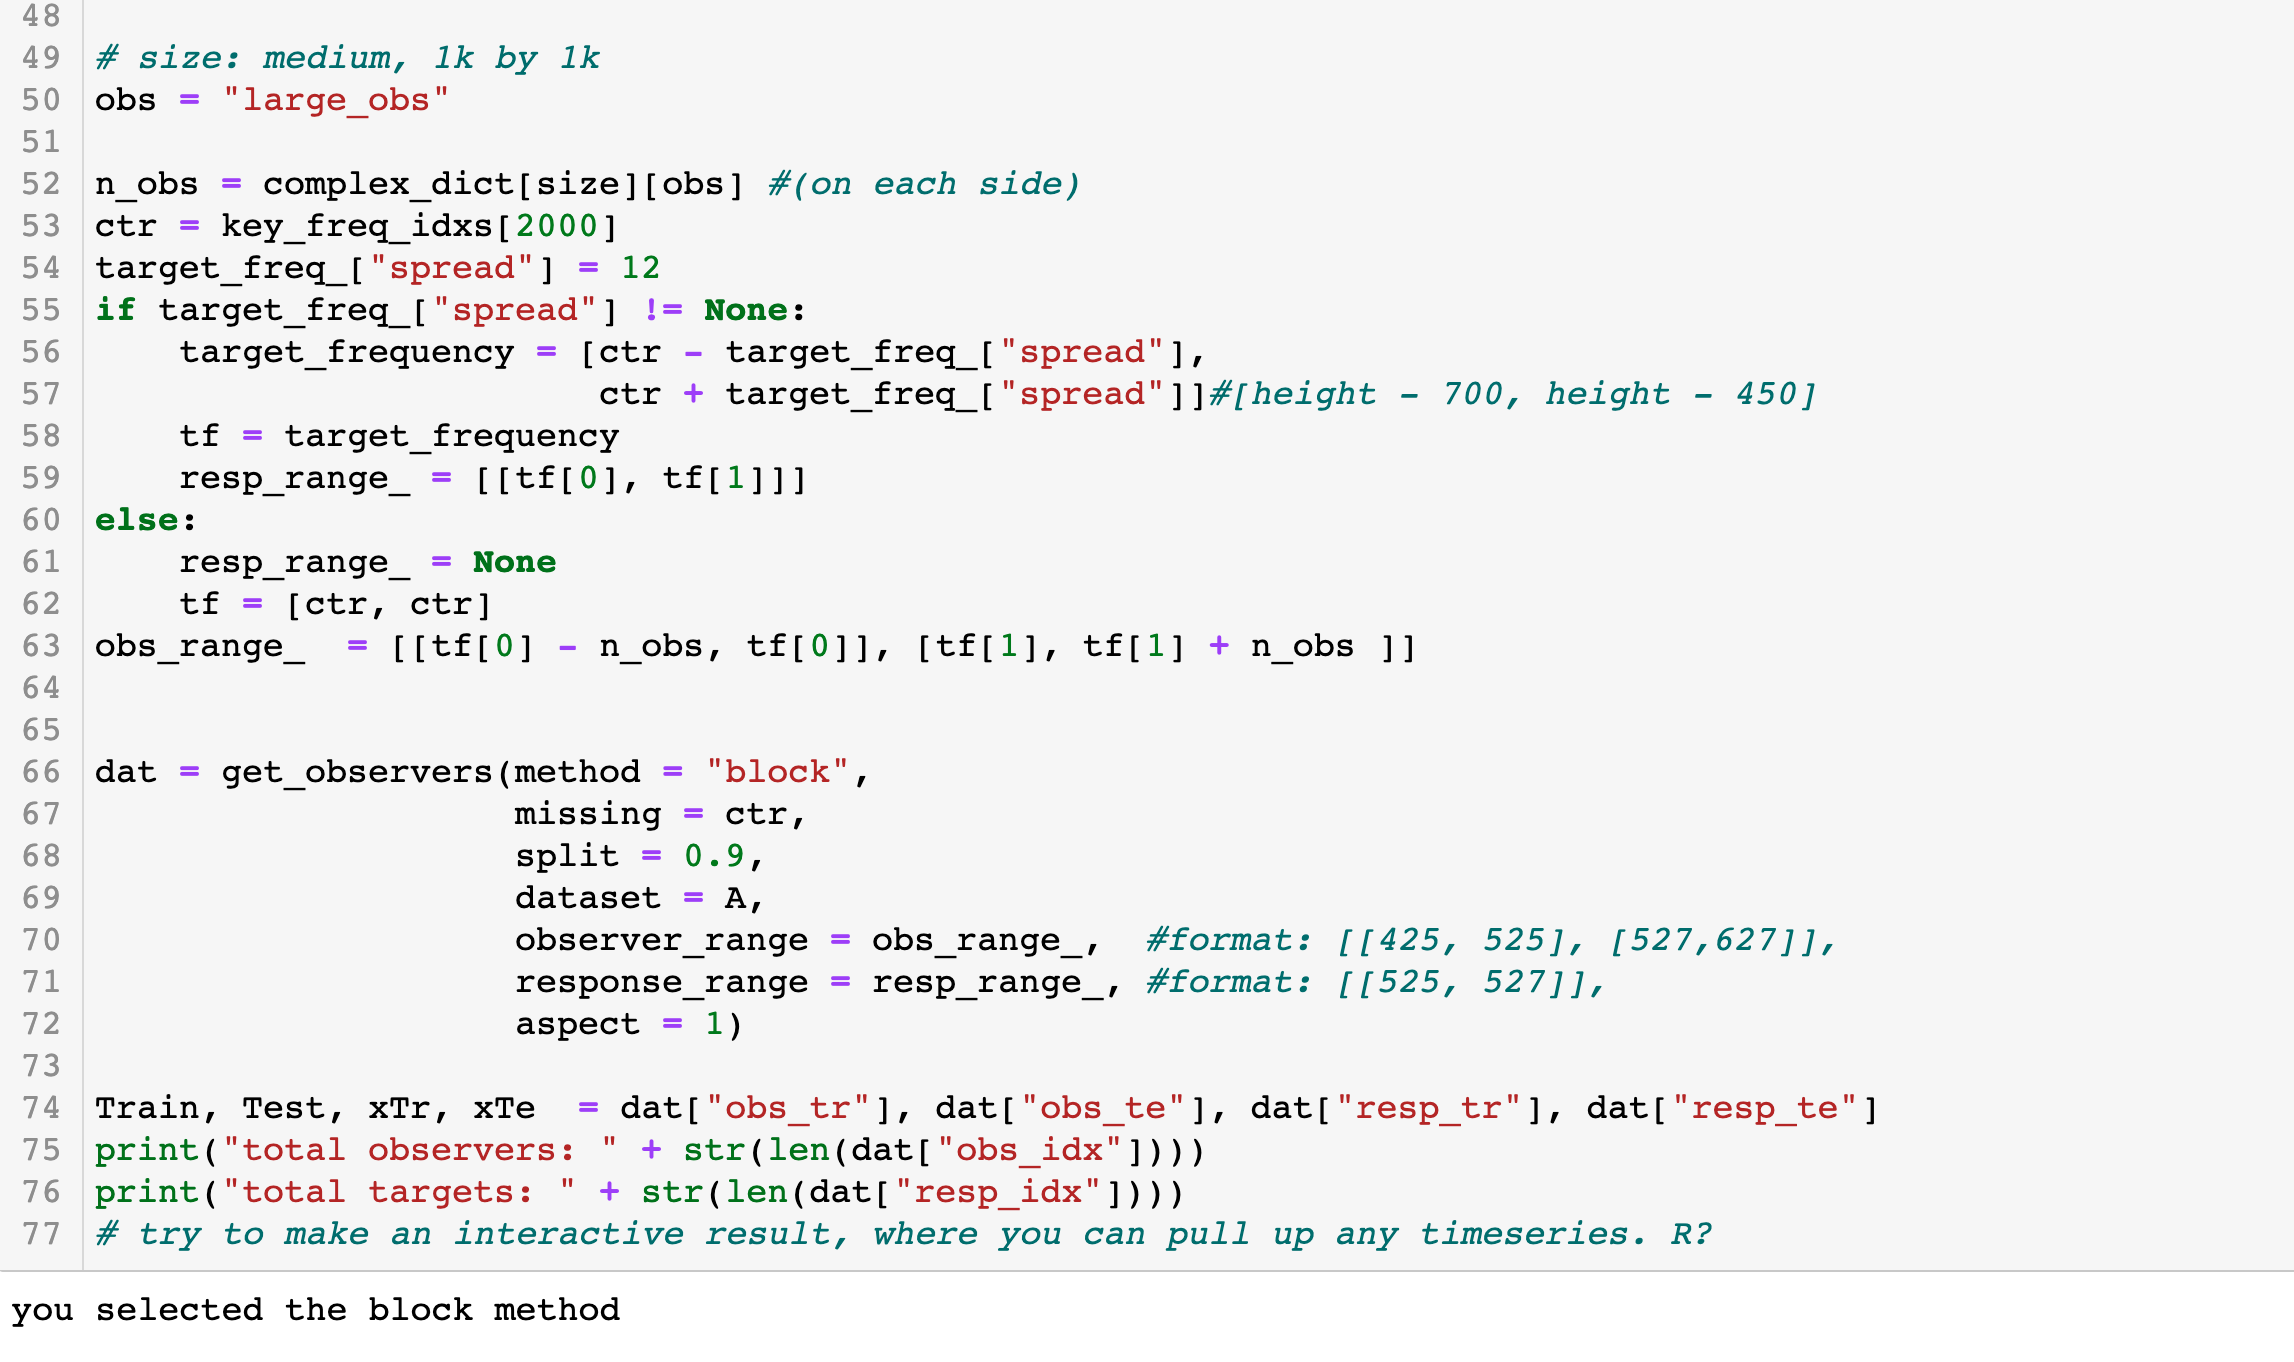 48
49 # size: medium, 1k by 1k
50 obs = "large_obs"
51
52 n_obs = complex_dict[size][obs] #(on each side)
53 ctr = key_freq_idxs[2000]
54 target_freq_["spread"] = 12
55 if target_freq_["spread"] != None:
56     target_frequency = [ctr - target_freq_["spread"],
57                         ctr + target_freq_["spread"]]#[height - 700, height - 450]
58     tf = target_frequency
59     resp_range_ = [[tf[0], tf[1]]]
60 else:
61     resp_range_ = None
62     tf = [ctr, ctr]
63 obs_range_  = [[tf[0] - n_obs, tf[0]], [tf[1], tf[1] + n_obs ]]
64
65
66 dat = get_observers(method = "block",
67                     missing = ctr,
68                     split = 0.9,
69                     dataset = A,
70                     observer_range = obs_range_,  #format: [[425, 525], [527,627]],
71                     response_range = resp_range_, #format: [[525, 527]],
72                     aspect = 1)
73
74 Train, Test, xTr, xTe  = dat["obs_tr"], dat["obs_te"], dat["resp_tr"], dat["resp_te"]
75 print("total observers: " + str(len(dat["obs_idx"])))
76 print("total targets: " + str(len(dat["resp_idx"])))
77 # try to make an interactive result, where you can pull up any timeseries. R?
you selected the block method